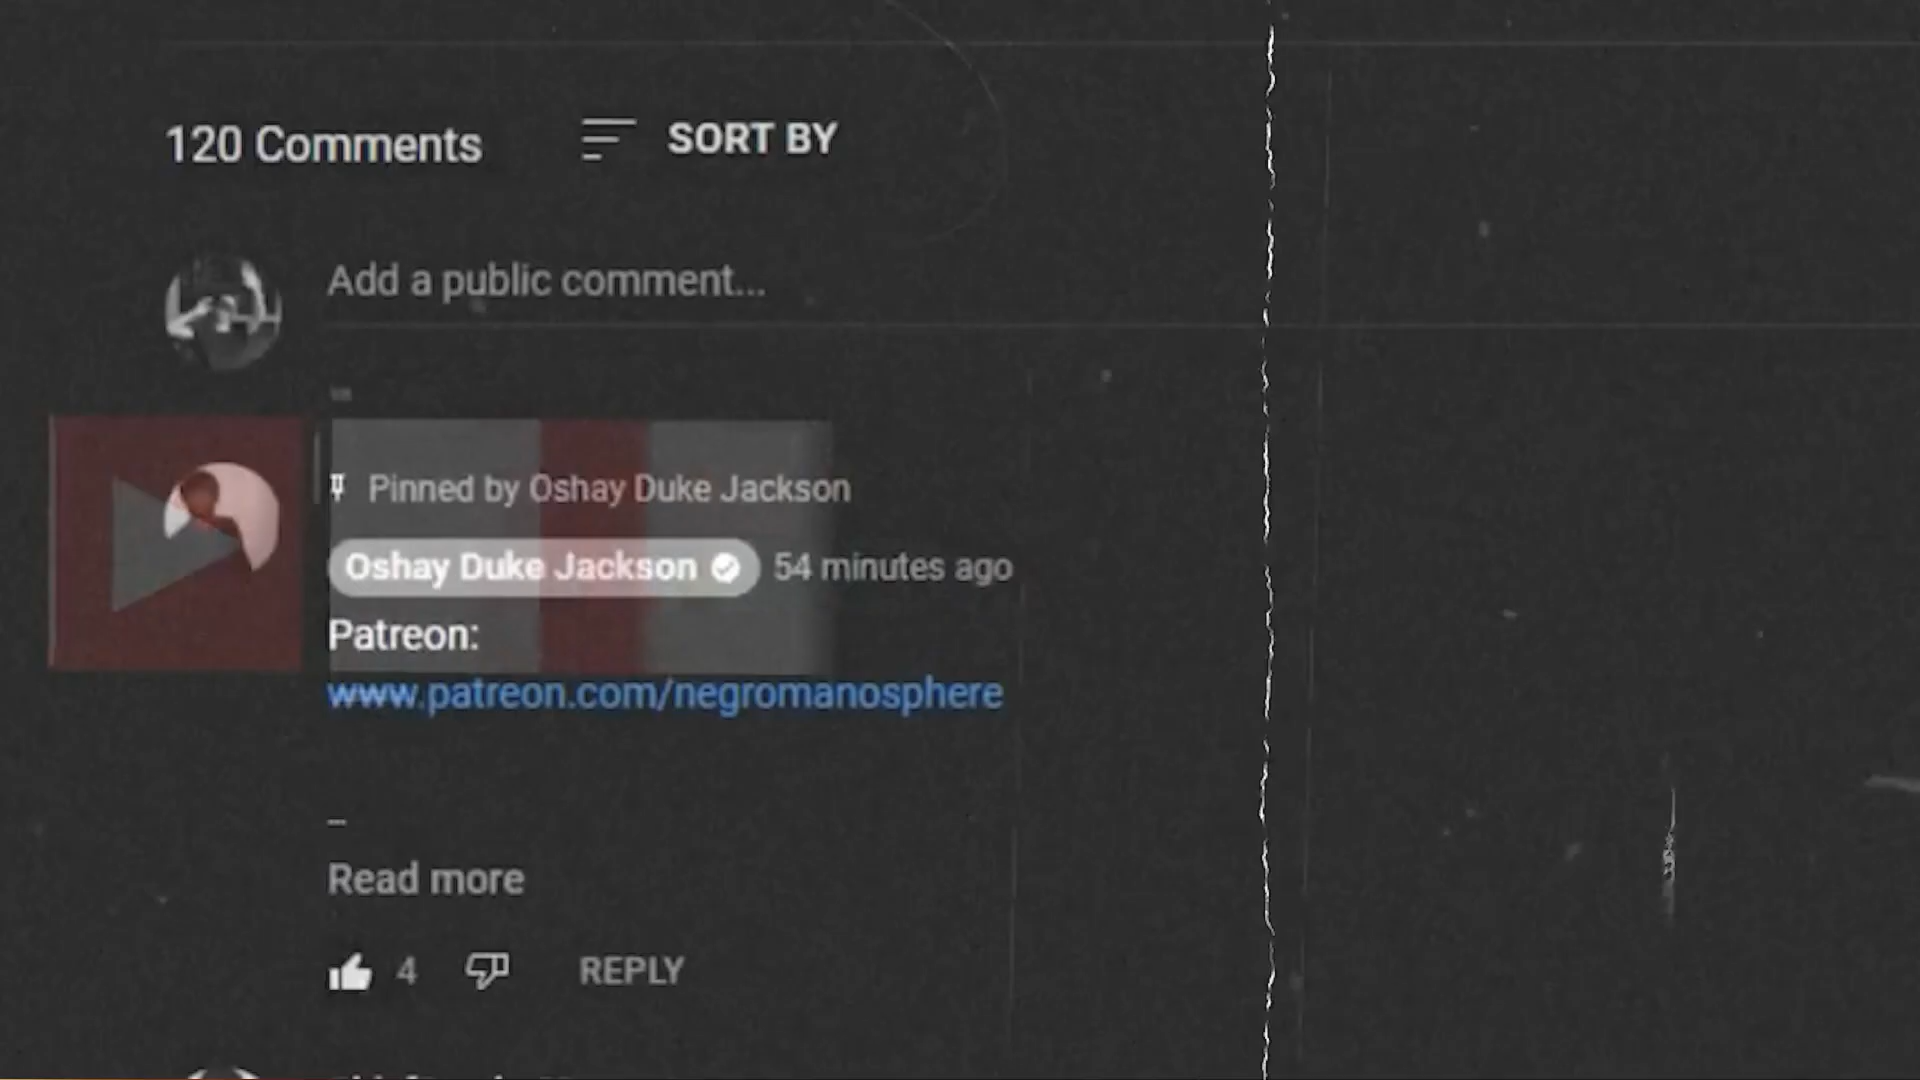 120 Comments
SORT BY
Add a public comment...
Pinned by Oshay Duke Jackson
Oshay Duke Jackson
54 minutes ago
Patreon:
www.patreon.com/negromanosphere
Read more
4
REPLY